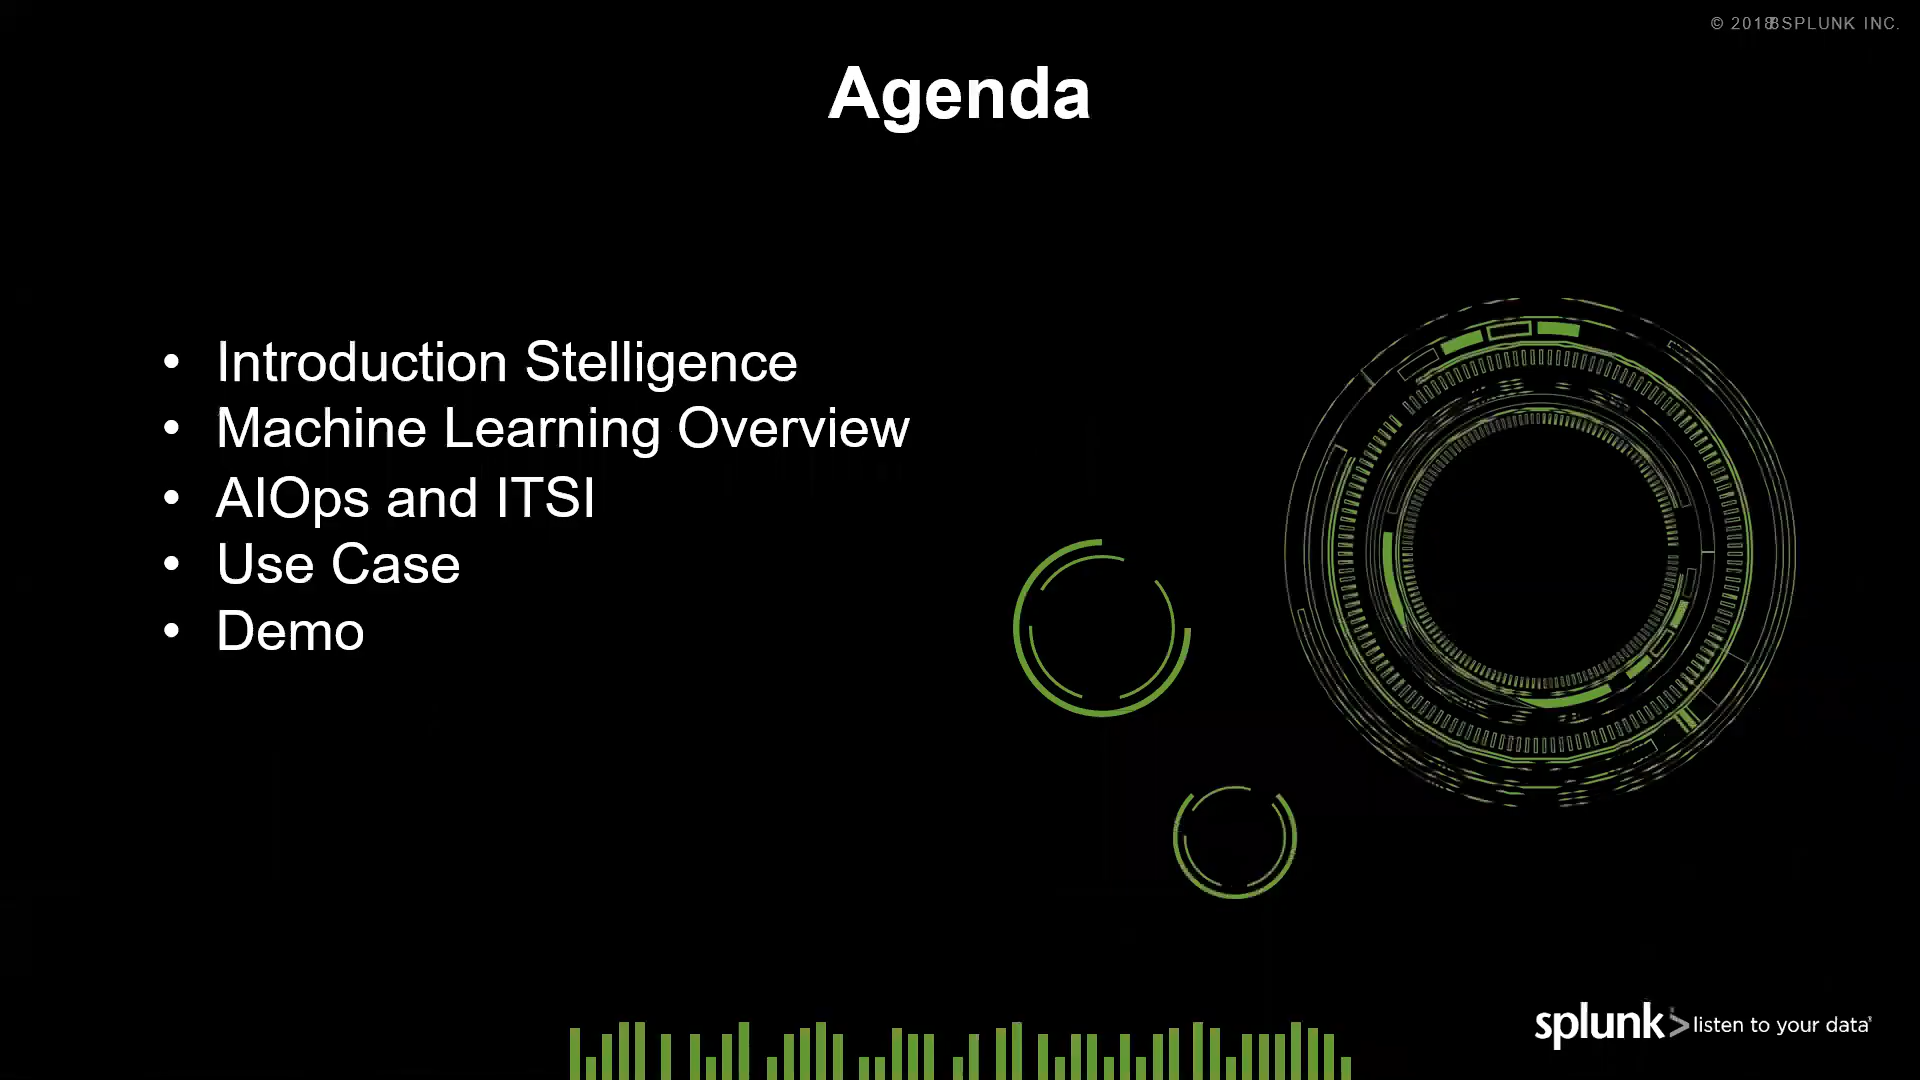 © 2018 SPLUNK INC.
Agenda
• Introduction Stelligence
• Machine Learning Overview
• AIOps and ITSI
• Use Case
• Demo
splunk> listen to your data